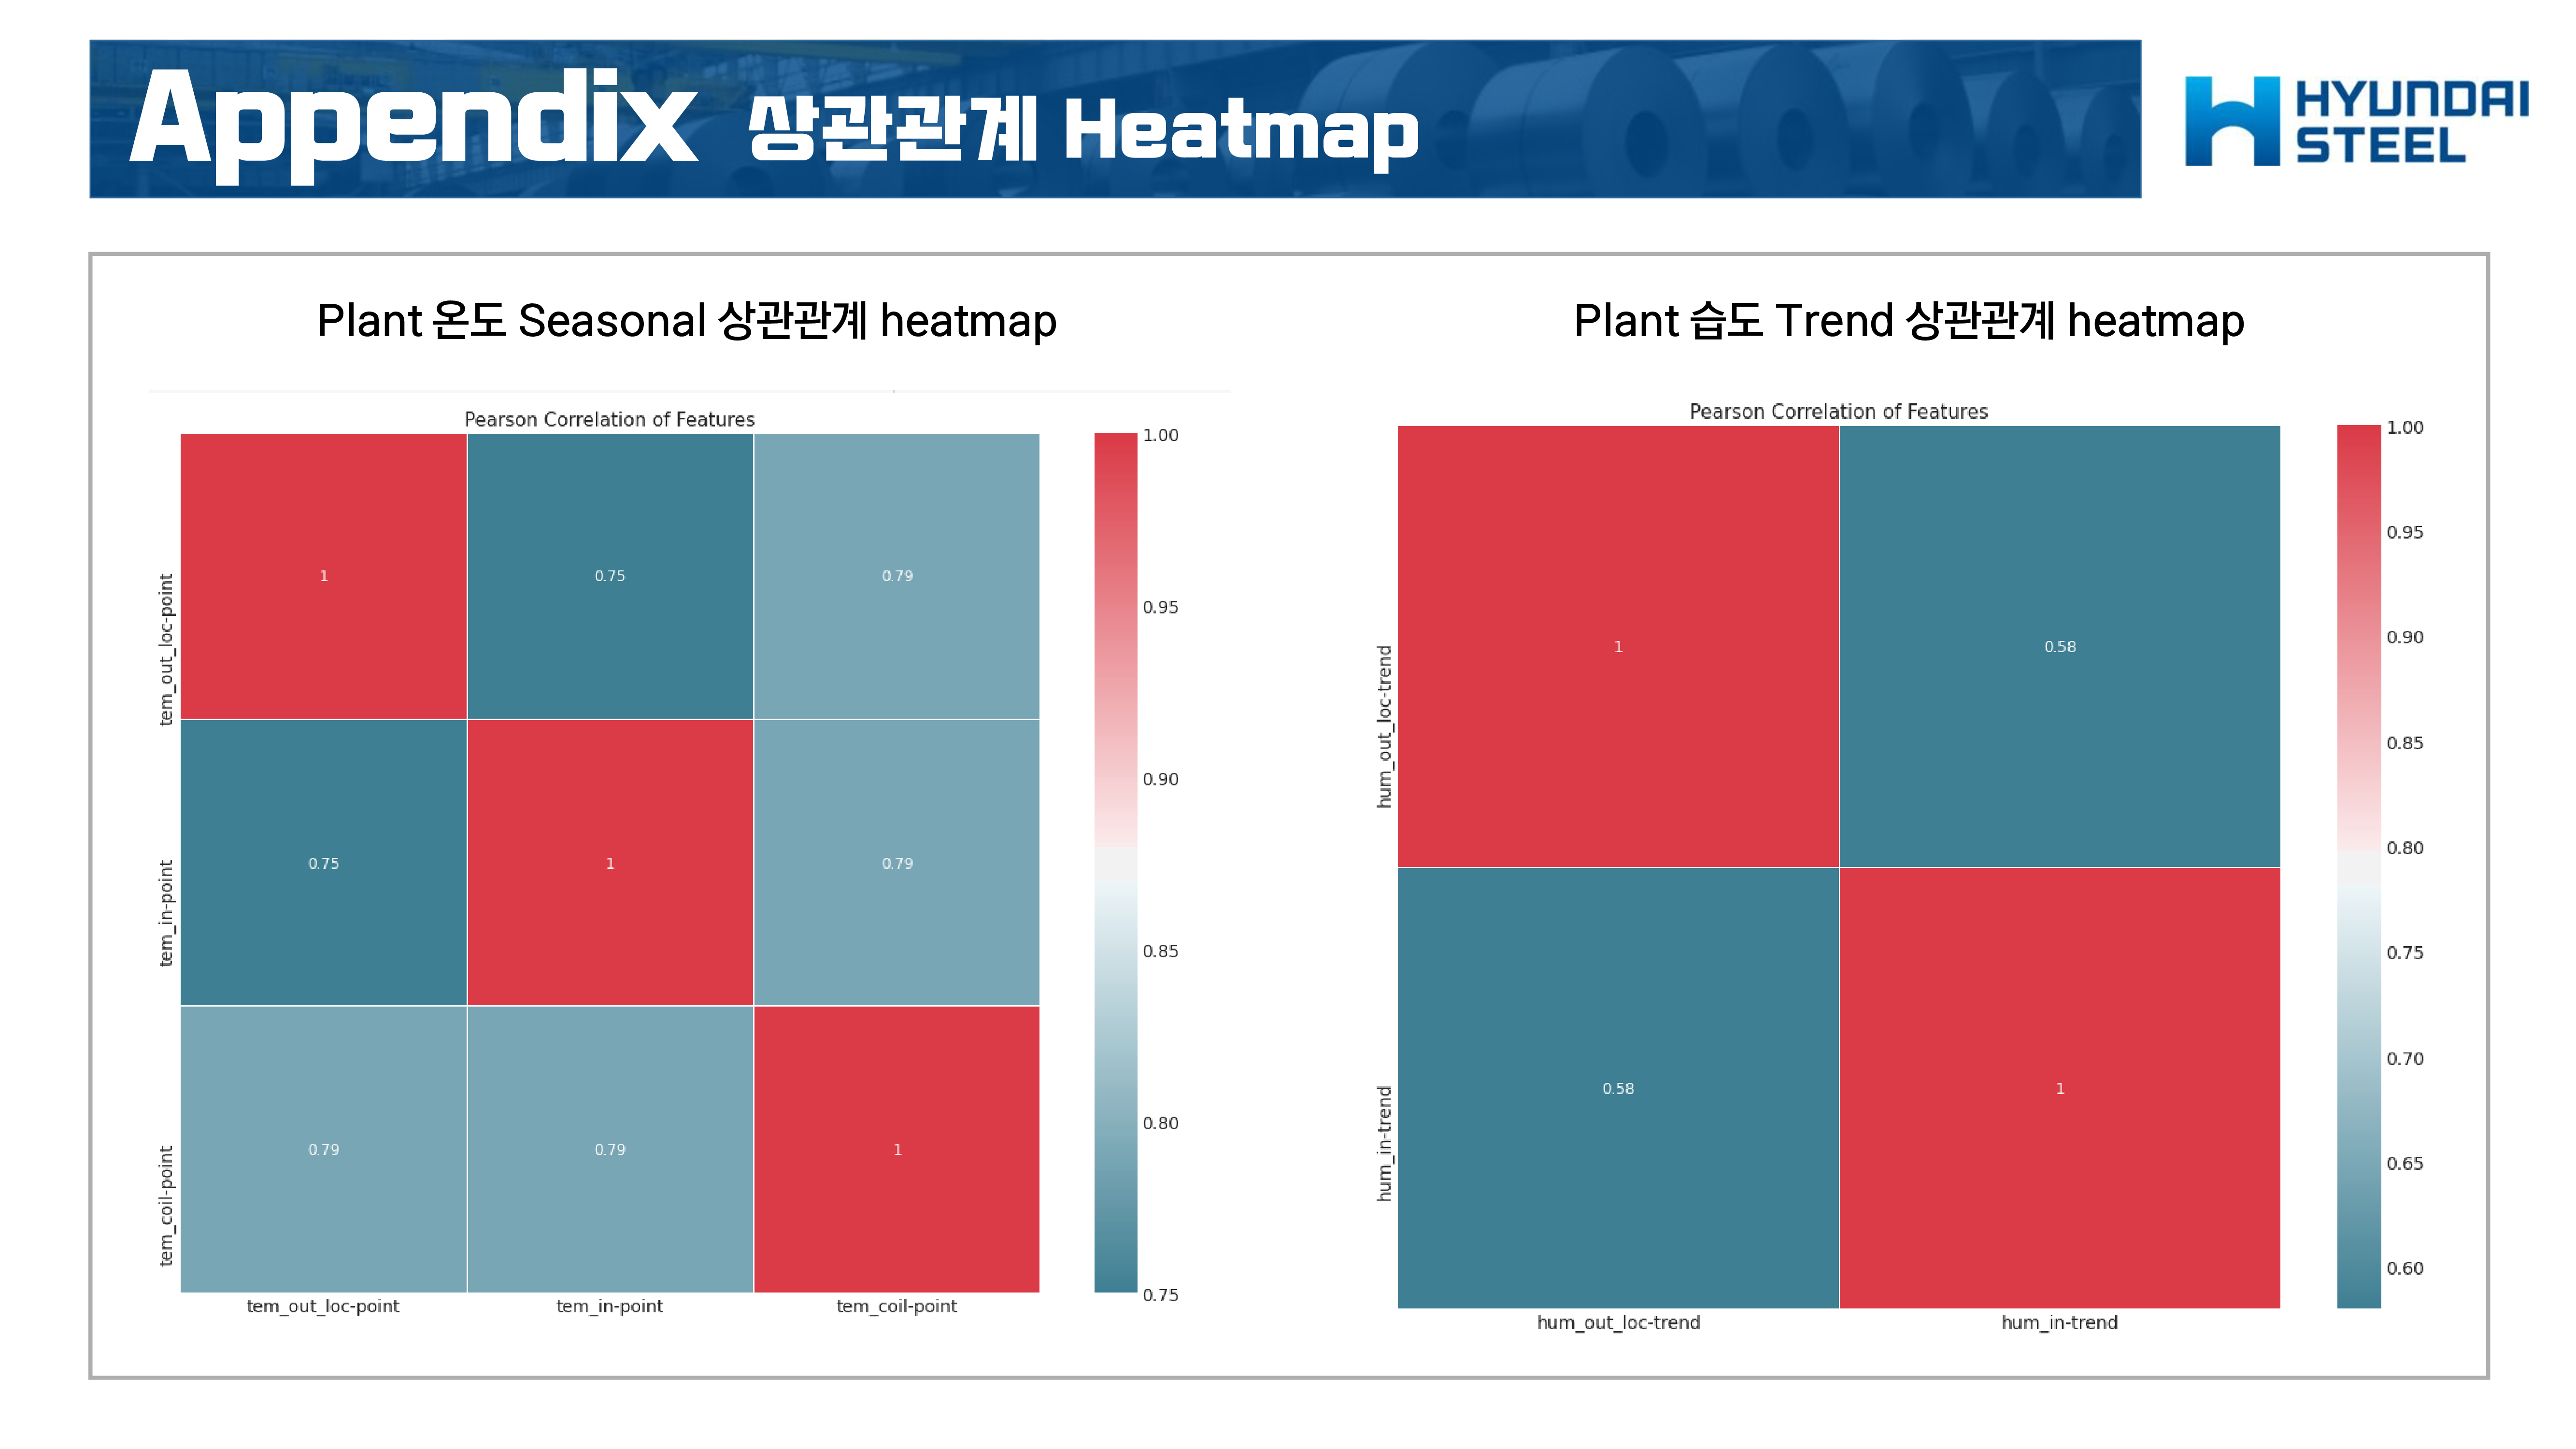 Appendix 상관관계 Heatmap
HYUNDAI
STEEL
Plant 온도 Seasonal 상관관계 heatmap
Pearson Correlation of Features
tem_out_loc-point
1
0.75
0.79
tem_in-point
0.75
1
0.79
tem_coil-point
0.79
0.79
1
tem_out_loc-point
tem_in-point
tem_coil-point
1.00
0.95
0.90
0.85
0.80
0.75
Plant 습도 Trend 상관관계 heatmap
Pearson Correlation of Features
hum_out_loc-trend
1
0.58
hum_in-trend
0.58
1
hum_out_loc-trend
hum_in-trend
1.00
0.95
0.90
0.85
0.80
0.75
0.70
0.65
0.60